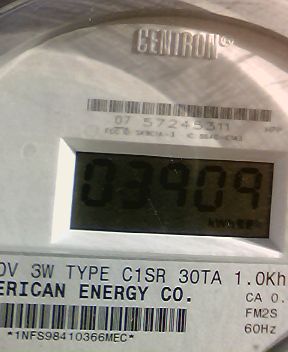 CENTRON
07 57245311
03909
0V 3W TYPE C1SR 30TA 1.0Kh
ERICAN ENERGY CO.
CA 0.
FM2S
*1NFS98410366MEC*
60Hz